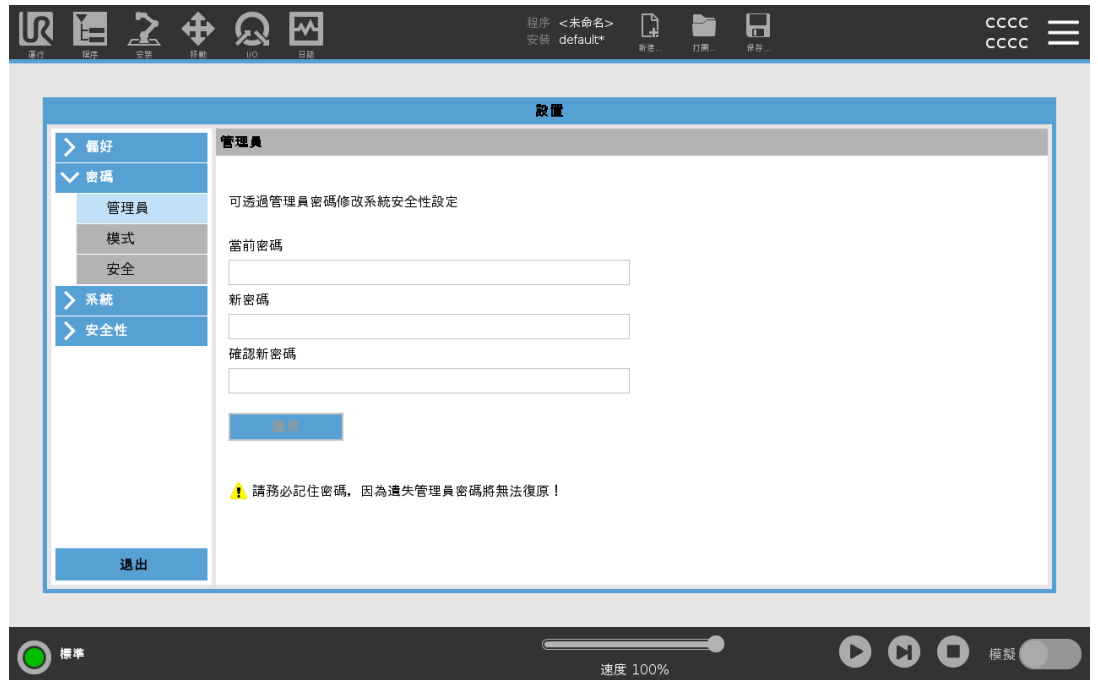 運行 程序 安裝 移動 I/O 日誌
程序 <未命名>
安裝 default*
新建... 打開... 保存...
cccc
cccc
設置
偏好
密碼
管理員
模式
安全
系統
安全性
退出
管理員
可透過管理員密碼修改系統安全性設定
當前密碼
新密碼
確認新密碼
應用
請務必記住密碼，因為遺失管理員密碼將無法復原！
標準
速度 100%
模擬